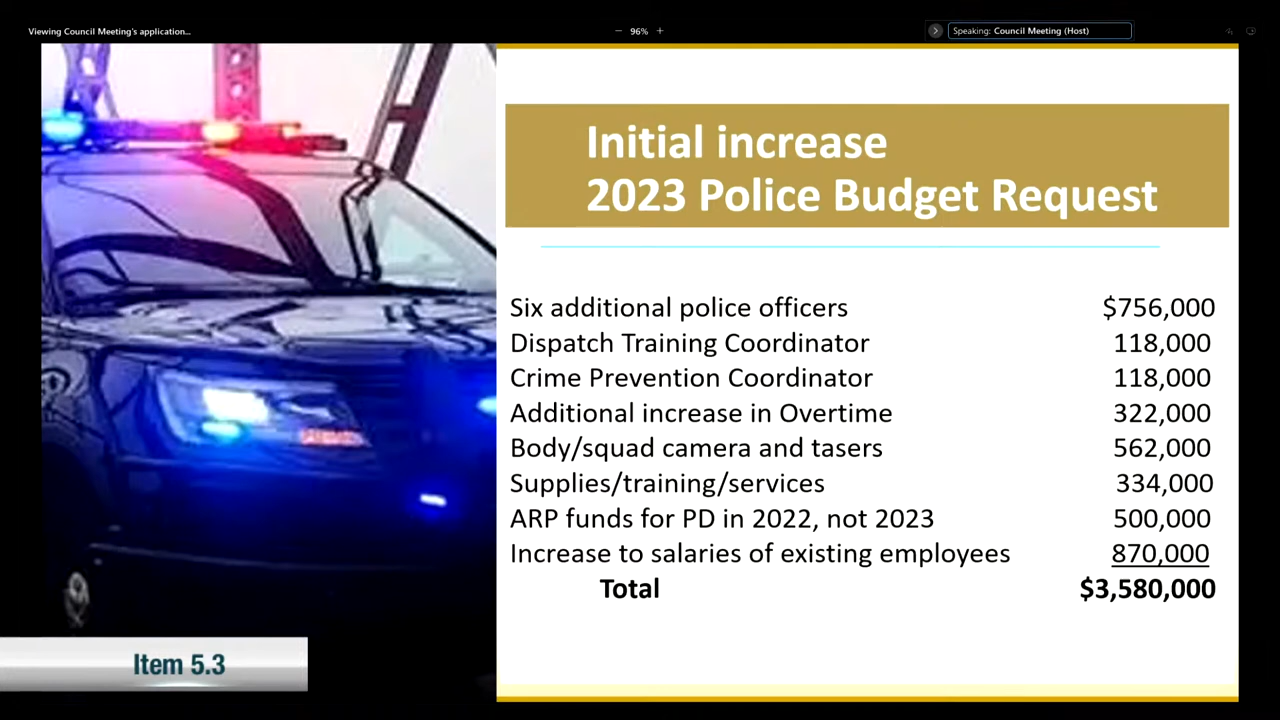 Viewing Council Meeting's application...
96%
Speaking: Council Meeting (Host)
Initial increase
2023 Police Budget Request
Six additional police officers $756,000
Dispatch Training Coordinator 118,000
Crime Prevention Coordinator 118,000
Additional increase in Overtime 322,000
Body/squad camera and tasers 562,000
Supplies/training/services 334,000
ARP funds for PD in 2022, not 2023 500,000
Increase to salaries of existing employees 870,000
Total $3,580,000
Item 5.3